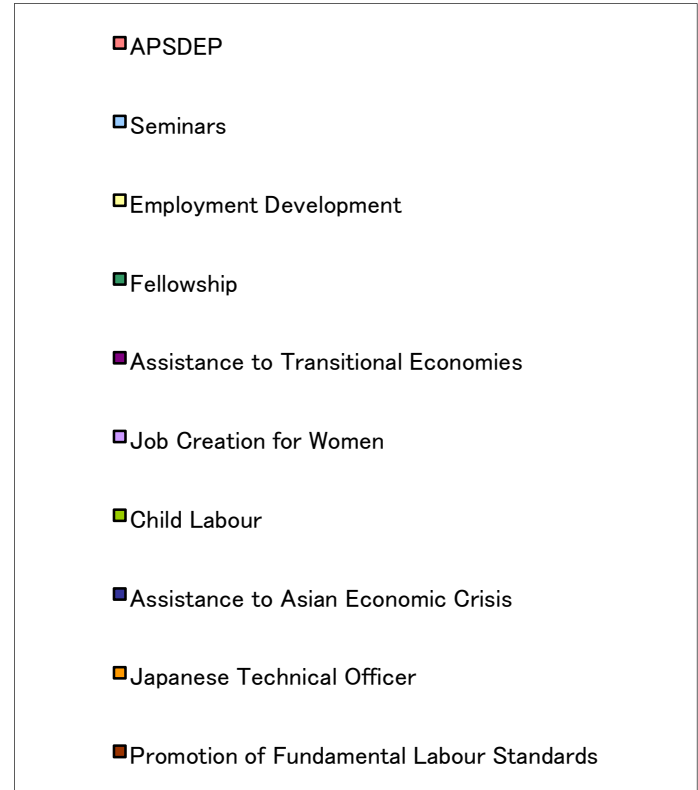 APSDEP
Seminars
Employment Development
Fellowship
Assistance to Transitional Economies
Job Creation for Women
Child Labour
Assistance to Asian Economic Crisis
Japanese Technical Officer
Promotion of Fundamental Labour Standards